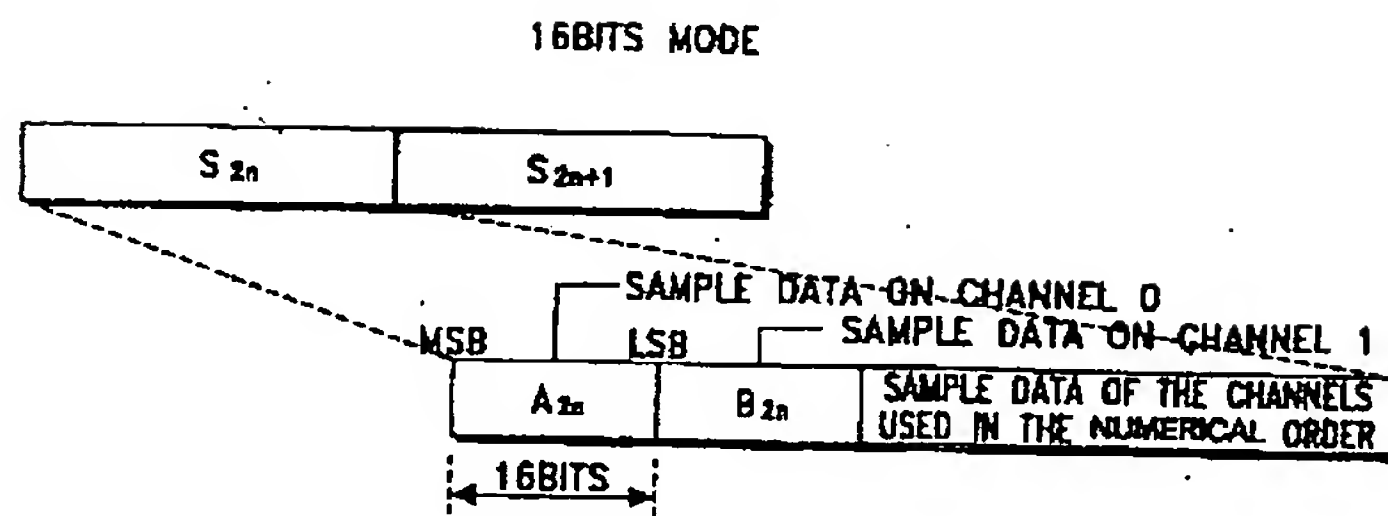 16BITS MODE
S 2n
S 2n+1
SAMPLE DATA ON CHANNEL 0
SAMPLE DATA ON CHANNEL 1
MSB
LSB
A 2n
B 2n
SAMPLE DATA OF THE CHANNELS
USED IN THE NUMERICAL ORDER
16BITS